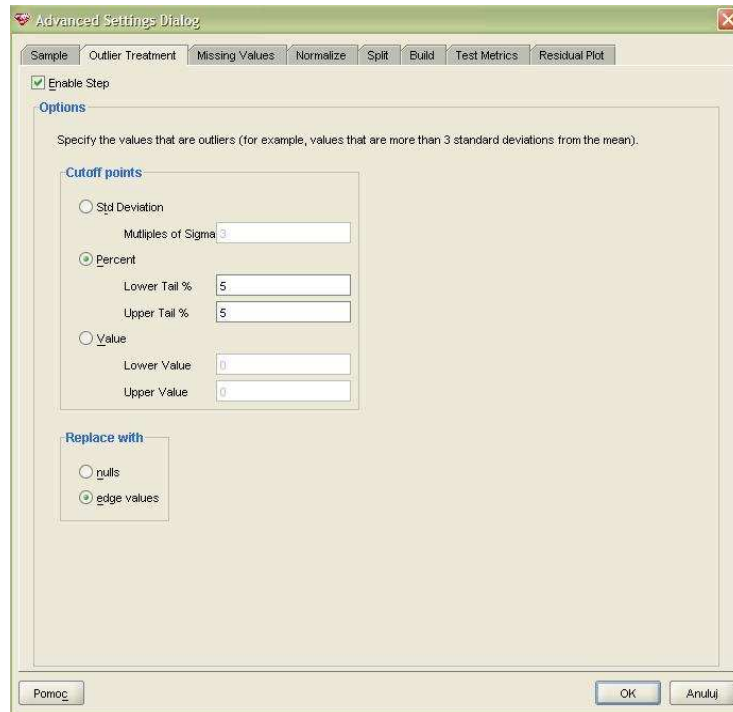 Advanced Settings Dialog
Sample Outlier Treatment Missing Values Normalize Split Build Test Metrics Residual Plot
Enable Step
Options
Specify the values that are outliers (for example, values that are more than 3 standard deviations from the mean).
Cutoff points
Std Deviation
Mutliples of Sigma 3
Percent
Lower Tail % 5
Upper Tail % 5
Value
Lower Value 0
Upper Value 0
Replace with
nulls
edge values
Pomoc OK Anuluj